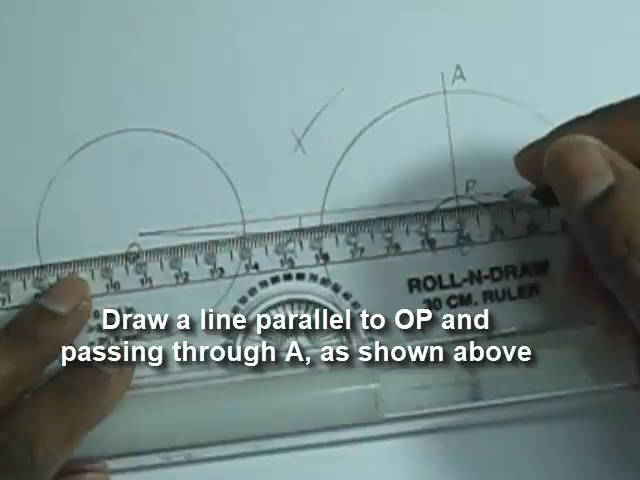 A
P
O
ROLL-N-DRAW
30 CM. RULER
Draw a line parallel to OP and
passing through A, as shown above